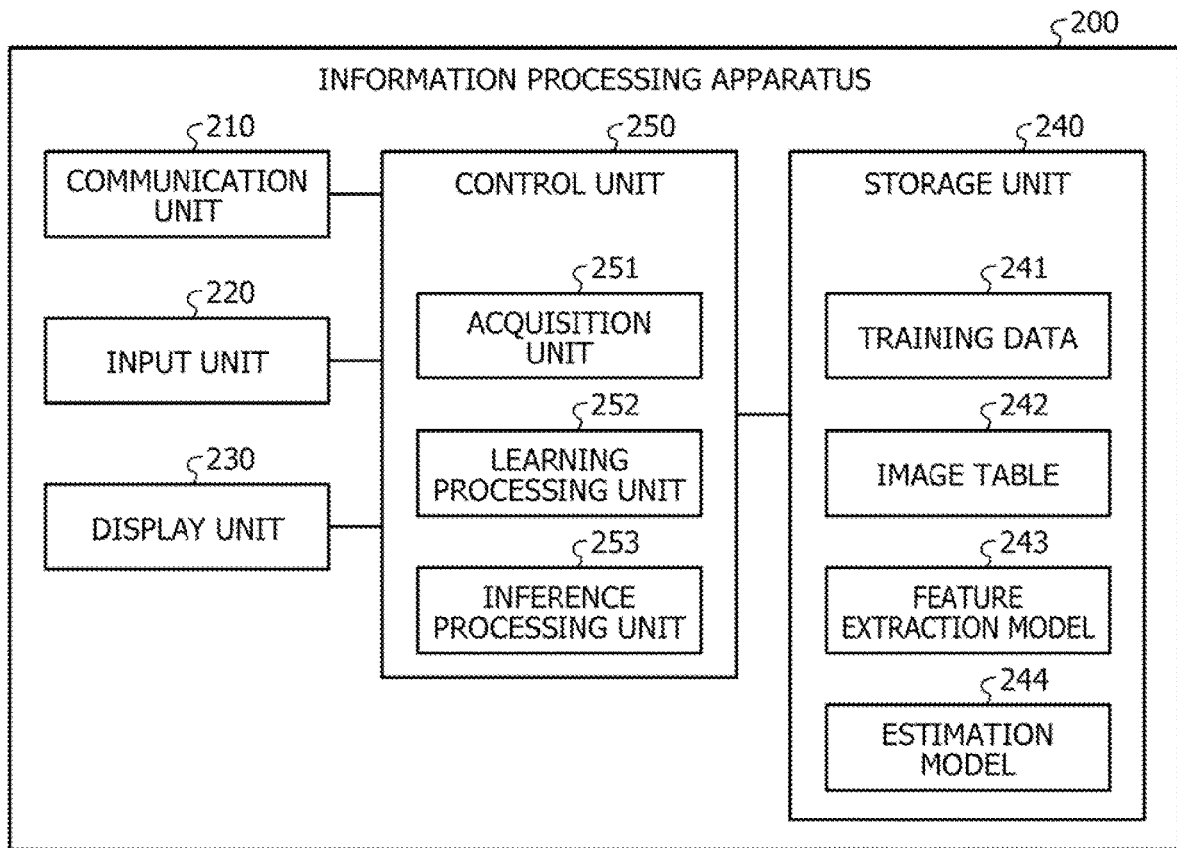 200
INFORMATION PROCESSING APPARATUS
210
COMMUNICATION
UNIT
220
INPUT UNIT
230
DISPLAY UNIT
250
CONTROL UNIT
251
ACQUISITION
UNIT
252
LEARNING
PROCESSING UNIT
253
INFERENCE
PROCESSING UNIT
240
STORAGE UNIT
241
TRAINING DATA
242
IMAGE TABLE
243
FEATURE
EXTRACTION MODEL
244
ESTIMATION
MODEL